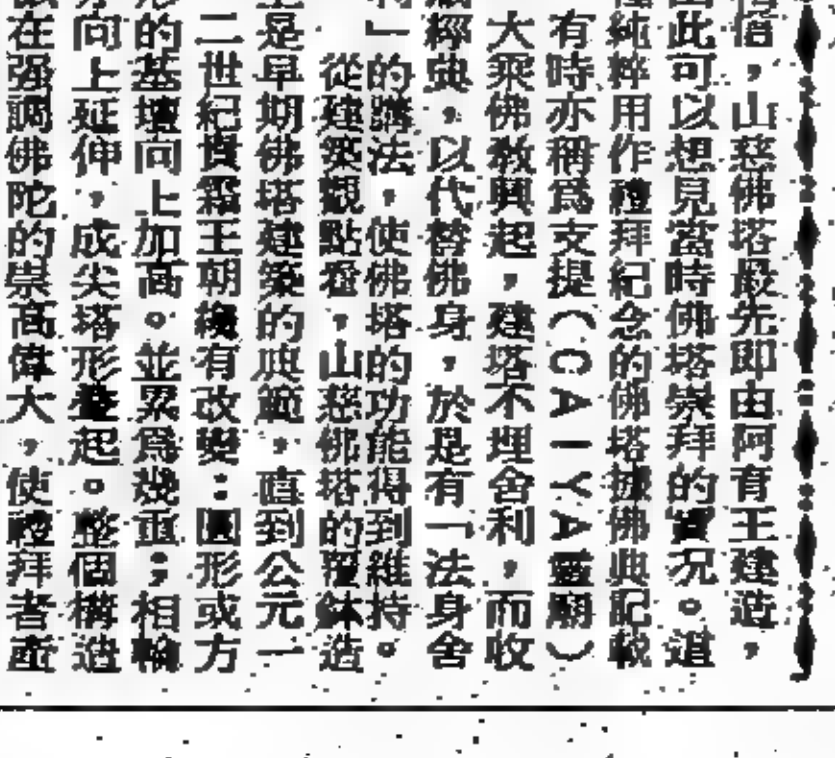 山慈佛塔最先即由阿育王建造，
此可以想見當時佛塔崇拜的實况。這
純粹用作禮拜紀念的佛塔據佛典記載
有時亦稱爲支提（CCAIYA靈廟）
大乘佛教興起，建塔不埋舍利，而收
經典，以代替佛身，於是有「法身舍
」的講法，使佛塔的功能得到維持。
從建築觀點看，山慈佛塔的覆鉢造
是早期佛塔建築的典範，直到公元一
二世紀貴霜王朝纔有改變：圓形或方
的基壇向上加高。並累爲幾重；相輪
向上延伸，成尖塔形叠起。整個構造
在强調佛陀的崇高偉大，使禮拜者產